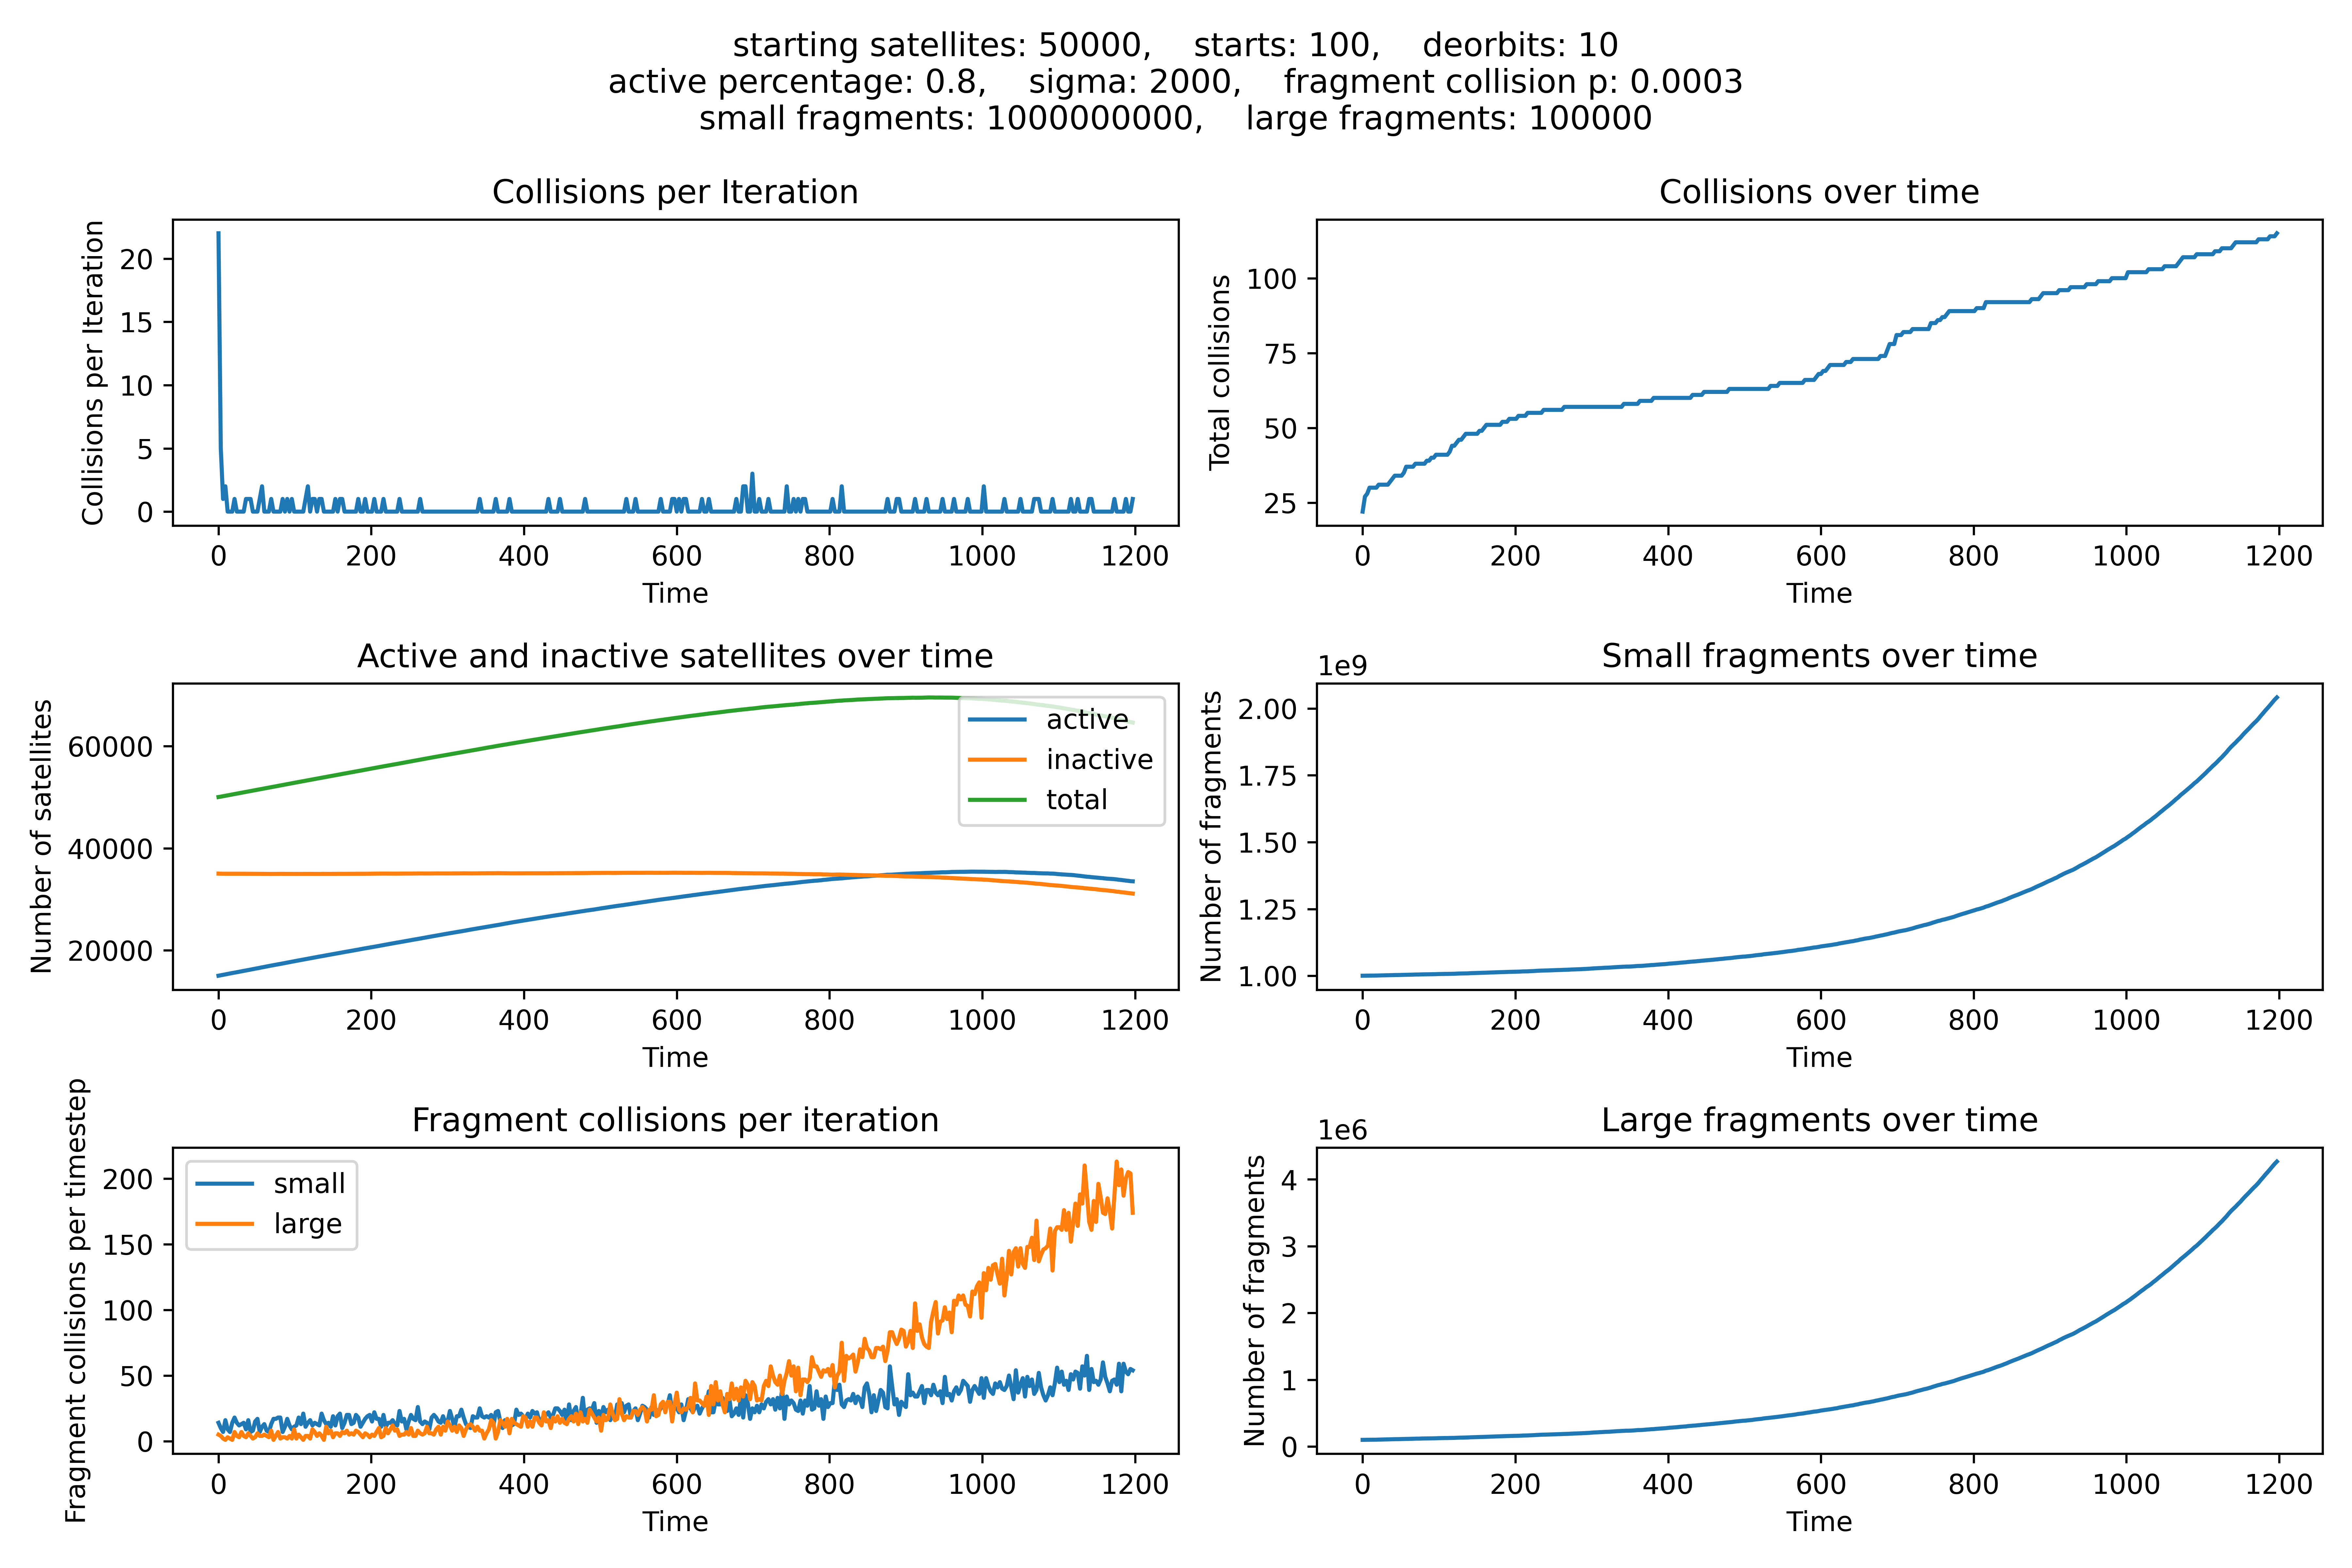 starting satellites: 50000,    starts: 100,    deorbits: 10
active percentage: 0.8,    sigma: 2000,    fragment collision p: 0.0003
small fragments: 1000000000,    large fragments: 100000
Collisions per Iteration
Collisions per Iteration
20
15
10
5
0
0 200 400 600 800 1000 1200
Time
Collisions over time
Total collisions
100
75
50
25
0 200 400 600 800 1000 1200
Time
Active and inactive satellites over time
Number of satellites
60000
40000
20000
active
inactive
total
0 200 400 600 800 1000 1200
Time
Small fragments over time
1e9
Number of fragments
2.00
1.75
1.50
1.25
1.00
0 200 400 600 800 1000 1200
Time
Fragment collisions per iteration
Fragment collisions per timestep
200
150
100
50
0
small
large
0 200 400 600 800 1000 1200
Time
Large fragments over time
1e6
Number of fragments
4
3
2
1
0
0 200 400 600 800 1000 1200
Time